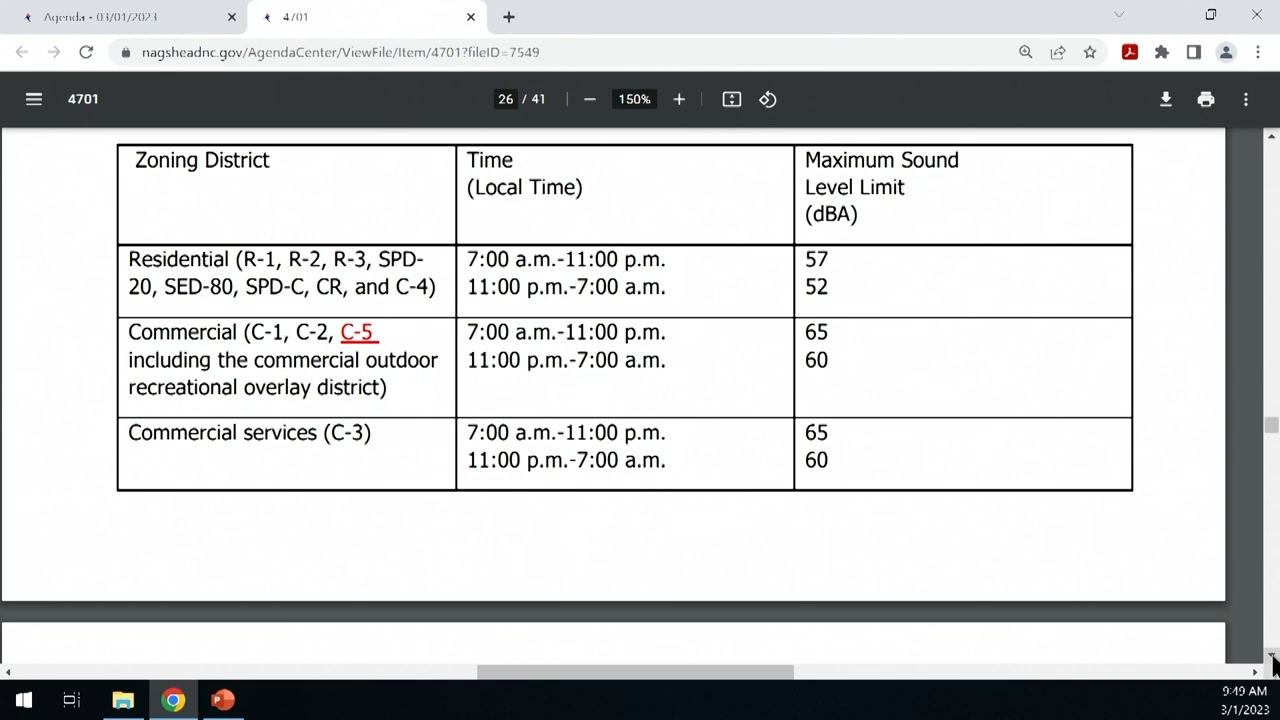 Agenda - 03/01/2023
4701
nagsheadnc.gov/AgendaCenter/ViewFile/Item/4701?fileID=7549
4701
26 / 41
150%
Zoning District
Time
(Local Time)
Maximum Sound
Level Limit
(dBA)
Residential (R-1, R-2, R-3, SPD-
20, SED-80, SPD-C, CR, and C-4)
7:00 a.m.-11:00 p.m.
11:00 p.m.-7:00 a.m.
57
52
Commercial (C-1, C-2, C-5
including the commercial outdoor
recreational overlay district)
7:00 a.m.-11:00 p.m.
11:00 p.m.-7:00 a.m.
65
60
Commercial services (C-3)
7:00 a.m.-11:00 p.m.
11:00 p.m.-7:00 a.m.
65
60
9:49 AM
3/1/2023